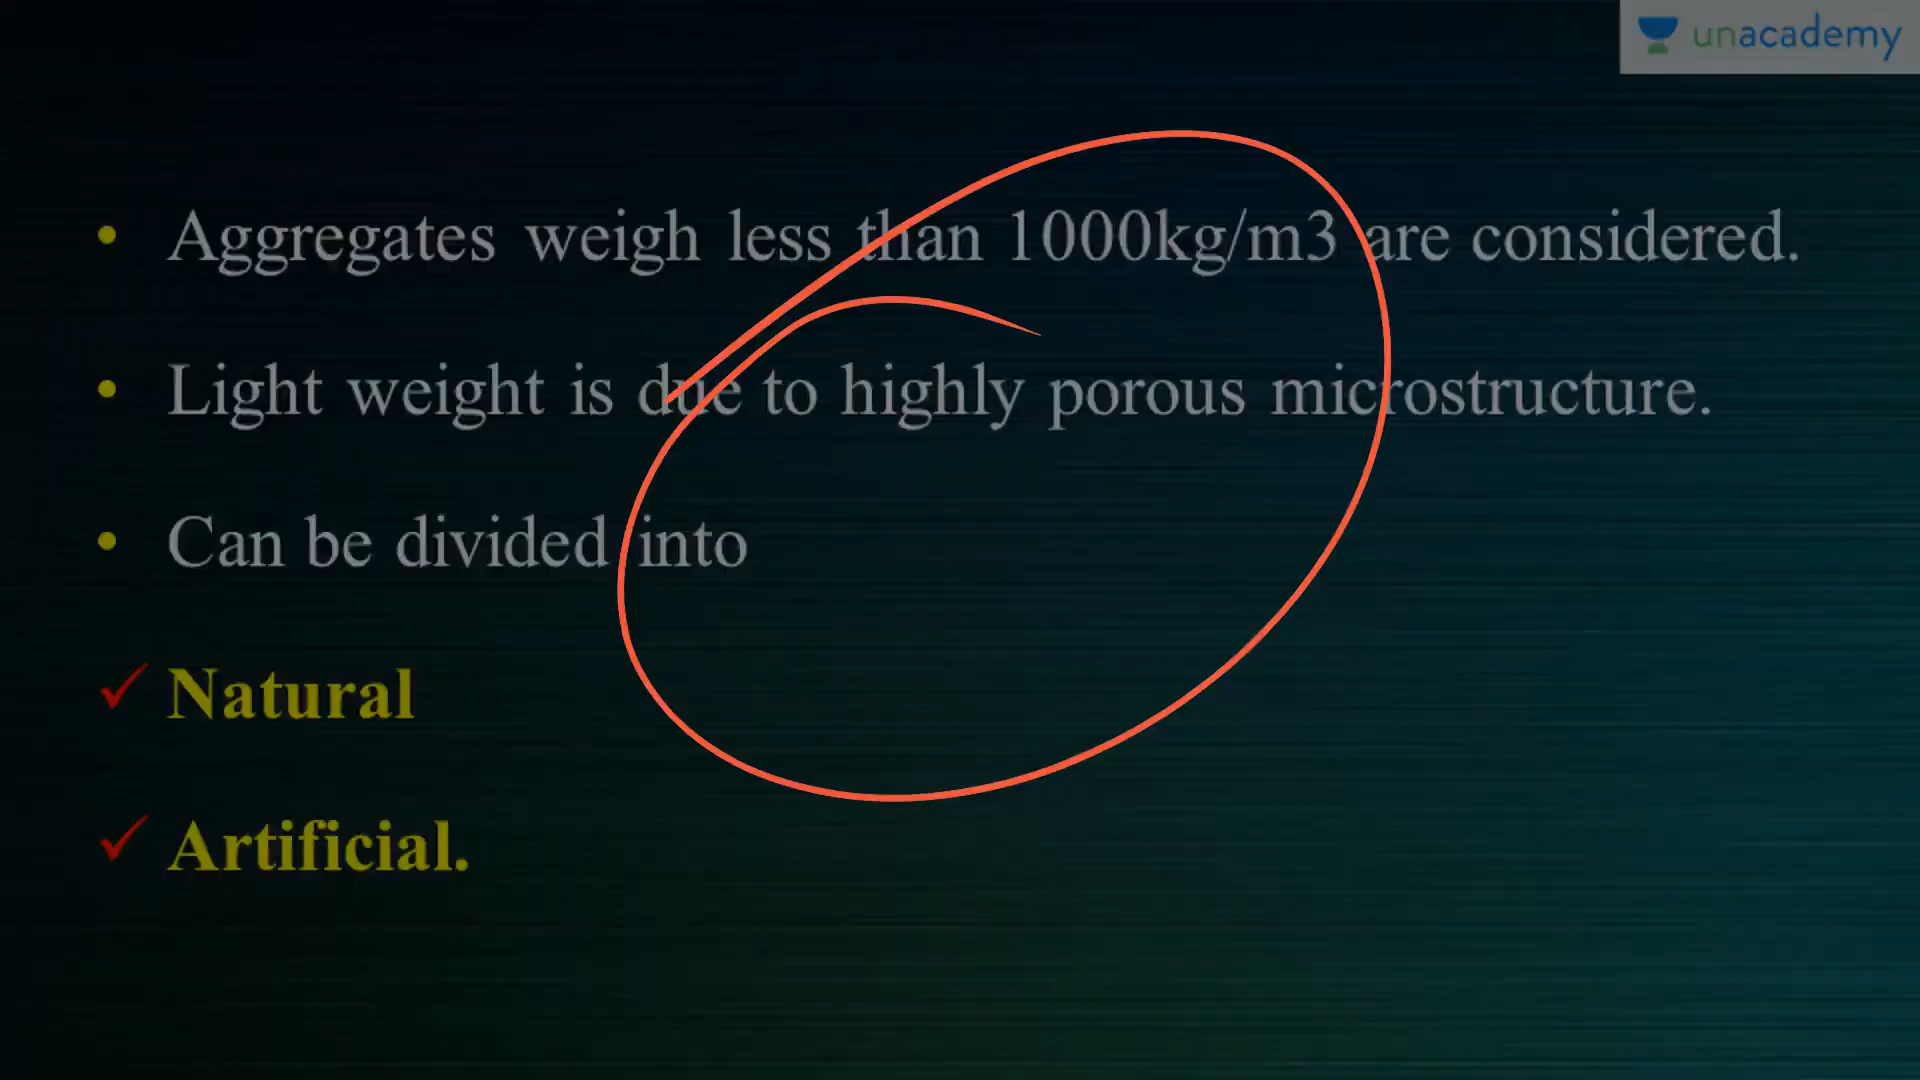 unacademy
• Aggregates weigh less than 1000kg/m3 are considered.
• Light weight is due to highly porous microstructure.
• Can be divided into
✓ Natural
✓ Artificial.